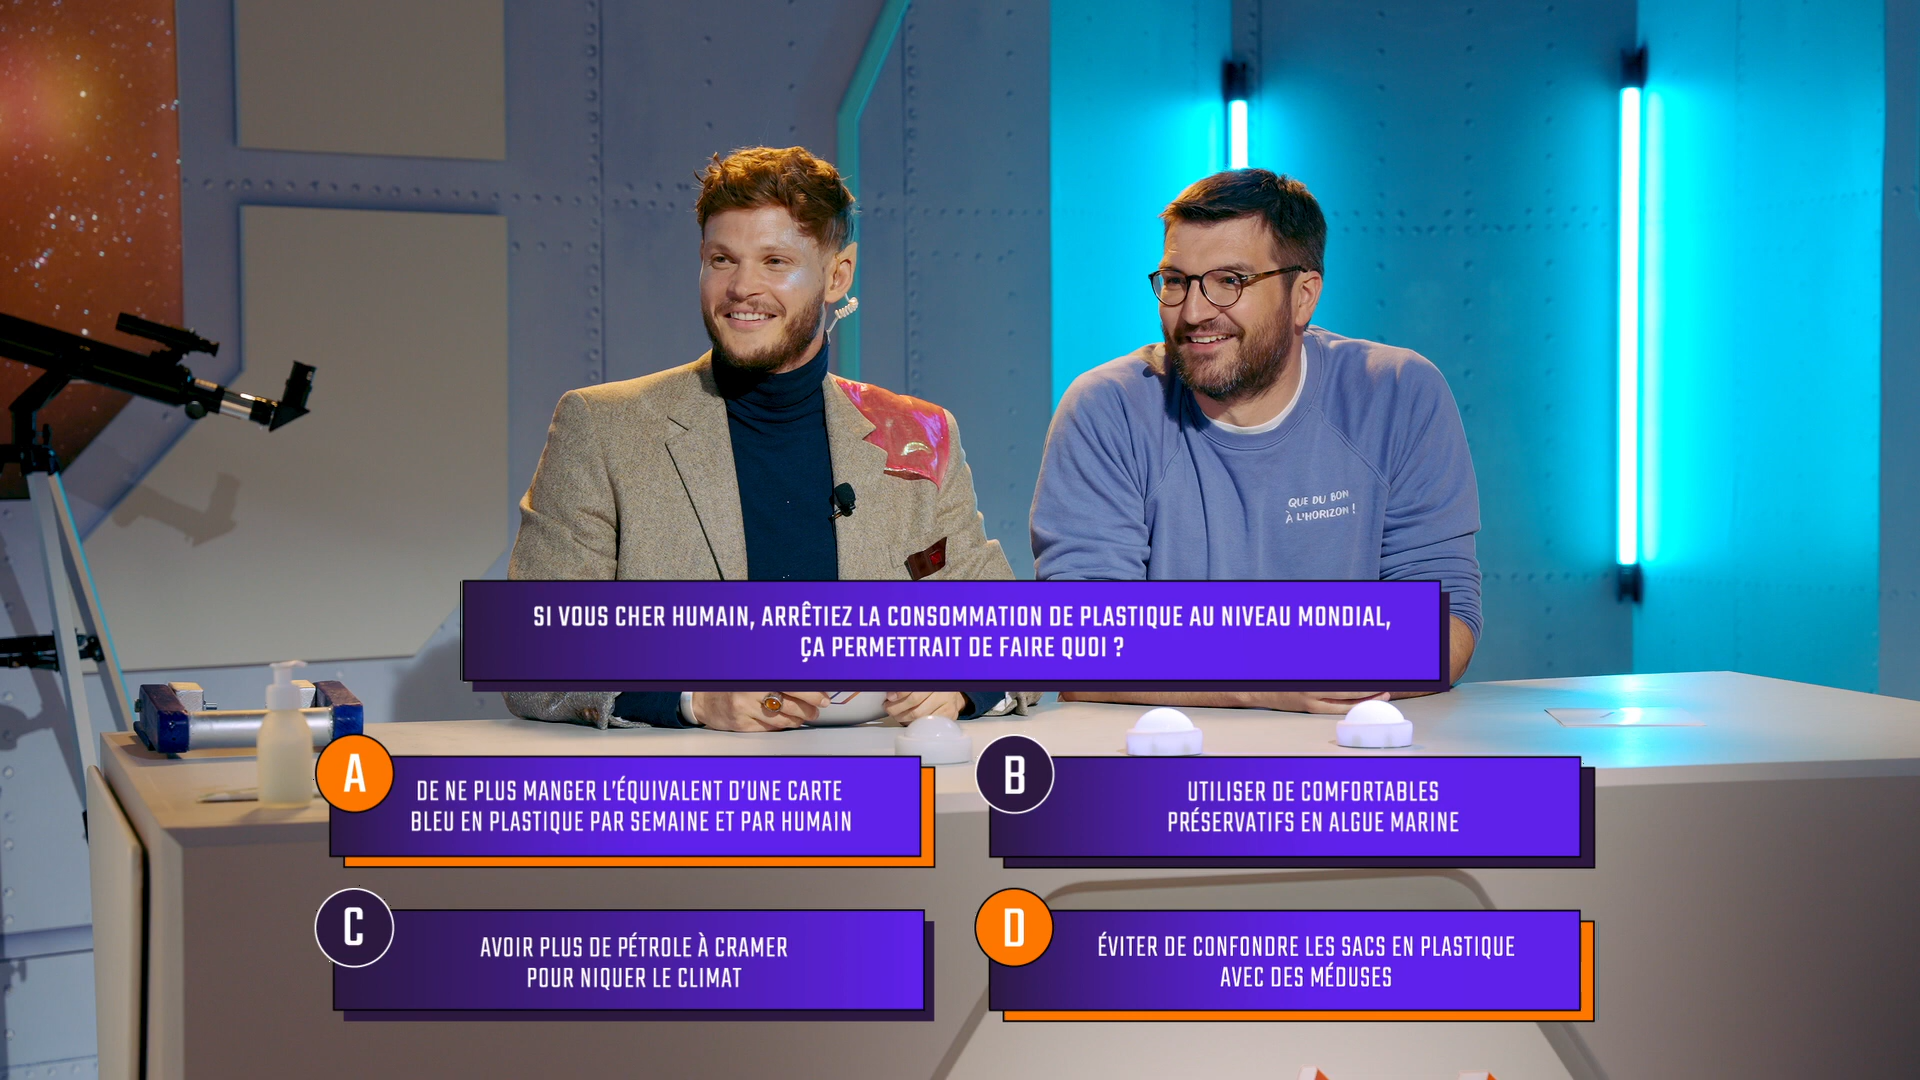 QUE DU BON
À L'HORIZON !
SI VOUS CHER HUMAIN, ARRÊTIEZ LA CONSOMMATION DE PLASTIQUE AU NIVEAU MONDIAL,
ÇA PERMETTRAIT DE FAIRE QUOI ?
A
DE NE PLUS MANGER L'ÉQUIVALENT D'UNE CARTE
BLEU EN PLASTIQUE PAR SEMAINE ET PAR HUMAIN
B
UTILISER DE COMFORTABLES
PRÉSERVATIFS EN ALGUE MARINE
C
AVOIR PLUS DE PÉTROLE À CRAMER
POUR NIQUER LE CLIMAT
D
ÉVITER DE CONFONDRE LES SACS EN PLASTIQUE
AVEC DES MÉDUSES